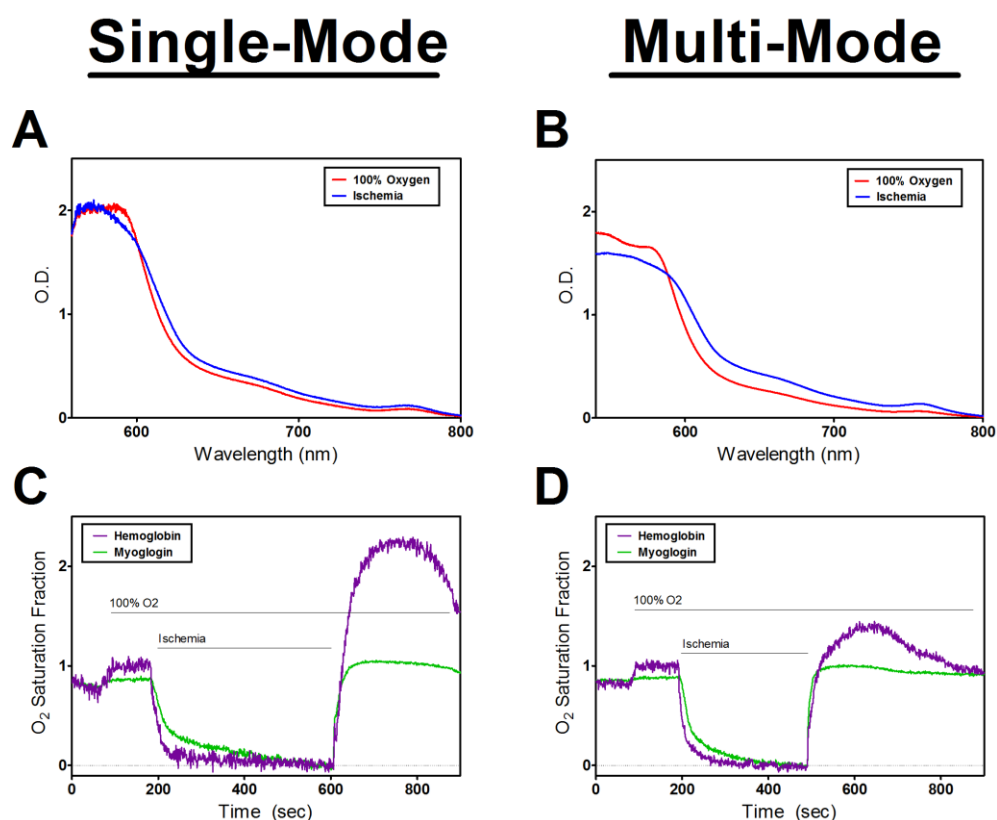 Single-Mode
Multi-Mode
A
B
100% Oxygen
Ischemia
100% Oxygen
Ischemia
2
1
0
O.D.
600
700
800
Wavelength (nm)
2
1
0
O.D.
600
700
800
Wavelength (nm)
C
D
Hemoglobin
Myoglogin
100% O2
Ischemia
2
1
0
O2 Saturation Fraction
0
200
400
600
800
Time (sec)
Hemoglobin
Myoglogin
100% O2
Ischemia
2
1
0
O2 Saturation Fraction
0
200
400
600
800
Time (sec)